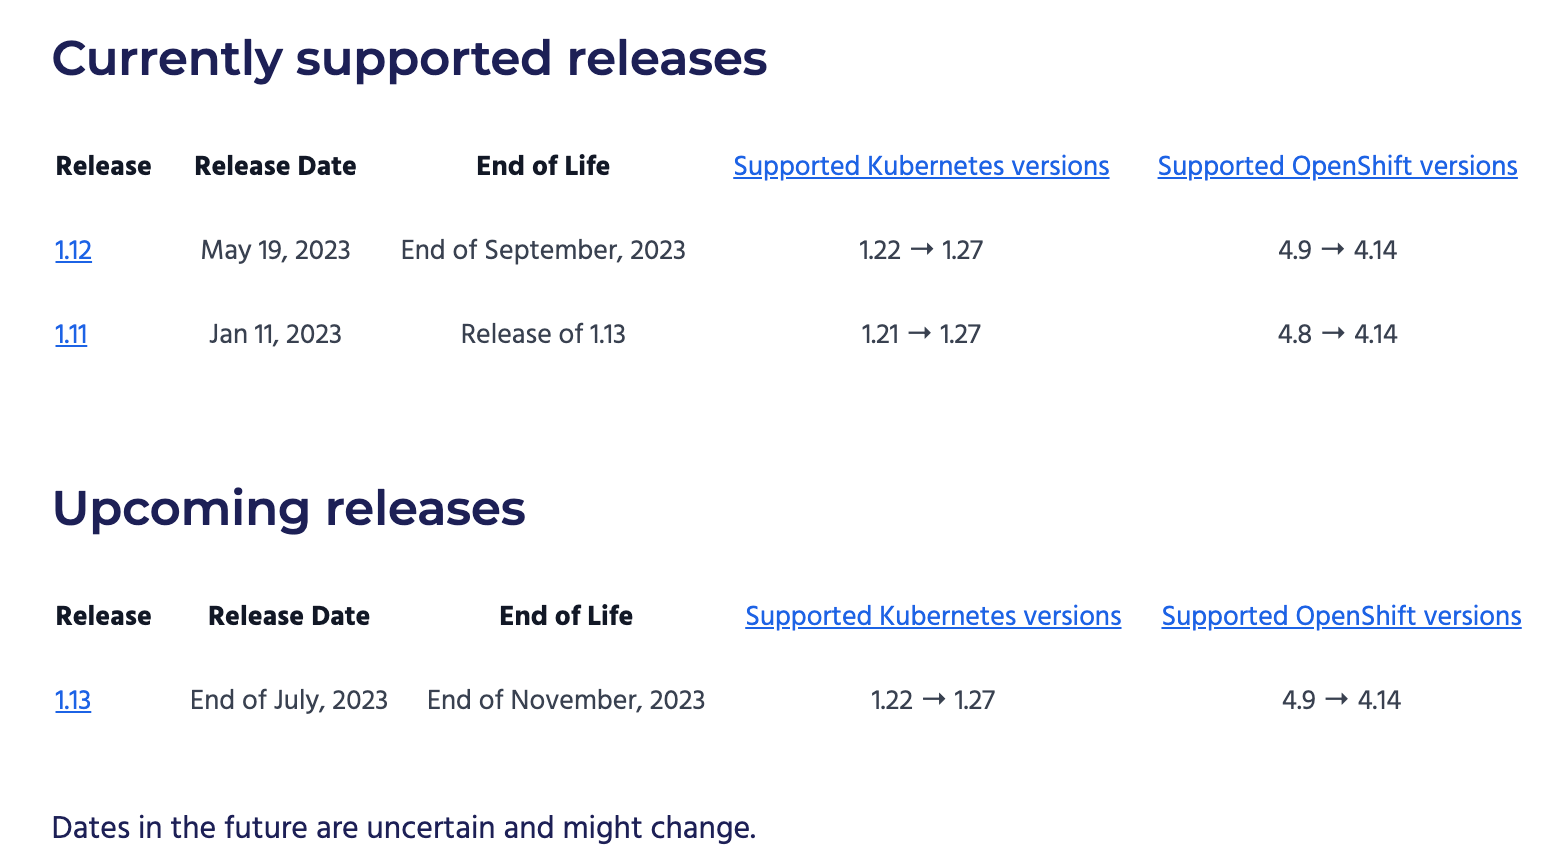 Currently supported releases
Release Release Date End of Life Supported Kubernetes versions Supported OpenShift versions
1.12 May 19, 2023 End of September, 2023 1.22 → 1.27 4.9 → 4.14
1.11 Jan 11, 2023 Release of 1.13 1.21 → 1.27 4.8 → 4.14
Upcoming releases
Release Release Date End of Life Supported Kubernetes versions Supported OpenShift versions
1.13 End of July, 2023 End of November, 2023 1.22 → 1.27 4.9 → 4.14
Dates in the future are uncertain and might change.